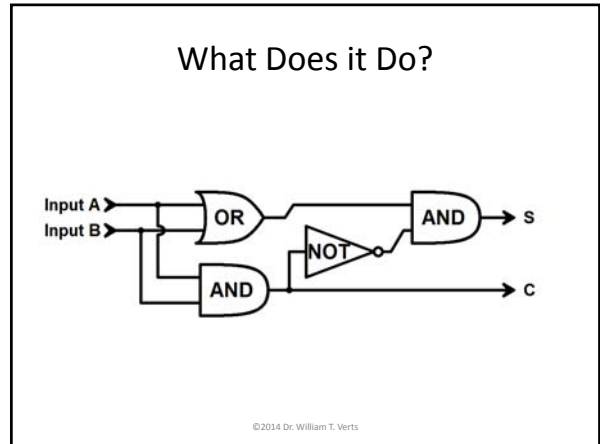 What Does it Do?
Input A
Input B
OR
AND
NOT
AND
S
C
©2014 Dr. William T. Verts